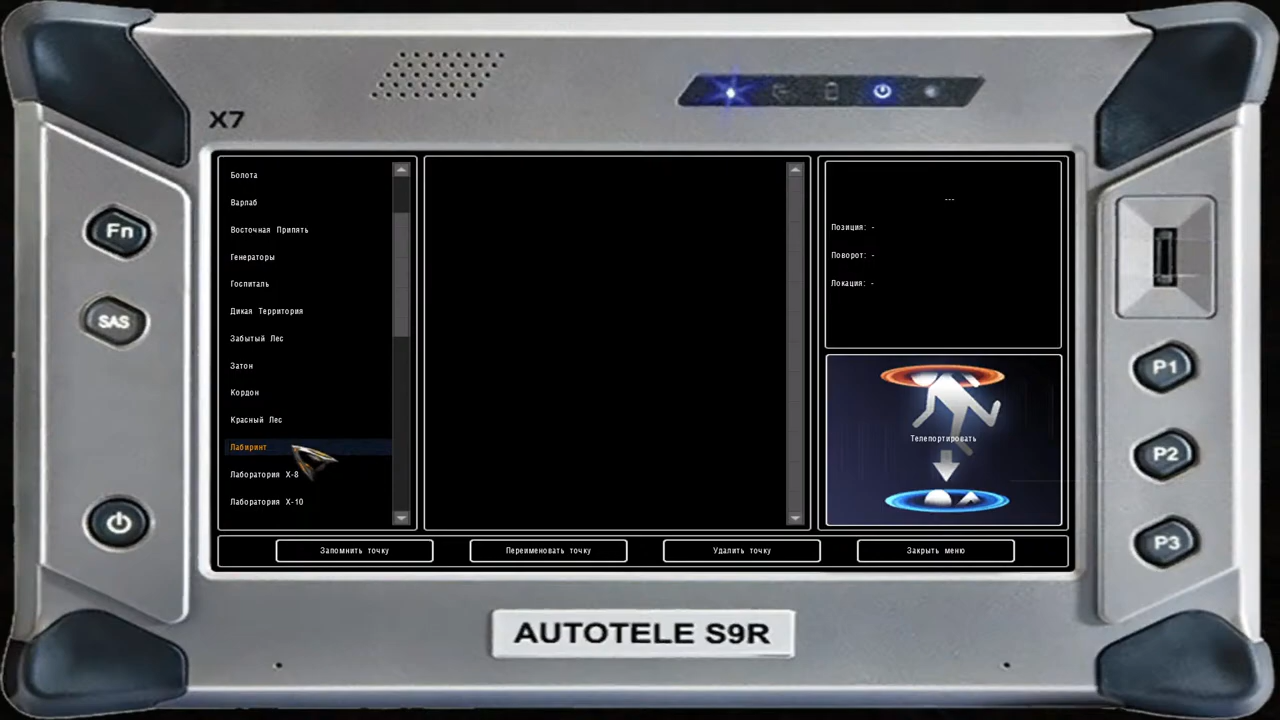 X7
Fn
SAS
Болота
Варлаб
Восточная Припять
Генераторы
Госпиталь
Дикая Территория
Забытый Лес
Затон
Кордон
Красный Лес
Лабиринт
Лаборатория X-8
Лаборатория X-10
---
Позиция: -
Поворот: -
Локация: -
Телепортировать
Запомнить точку
Переименовать точку
Удалить точку
Закрыть меню
P1
P2
P3
AUTOTELE S9R